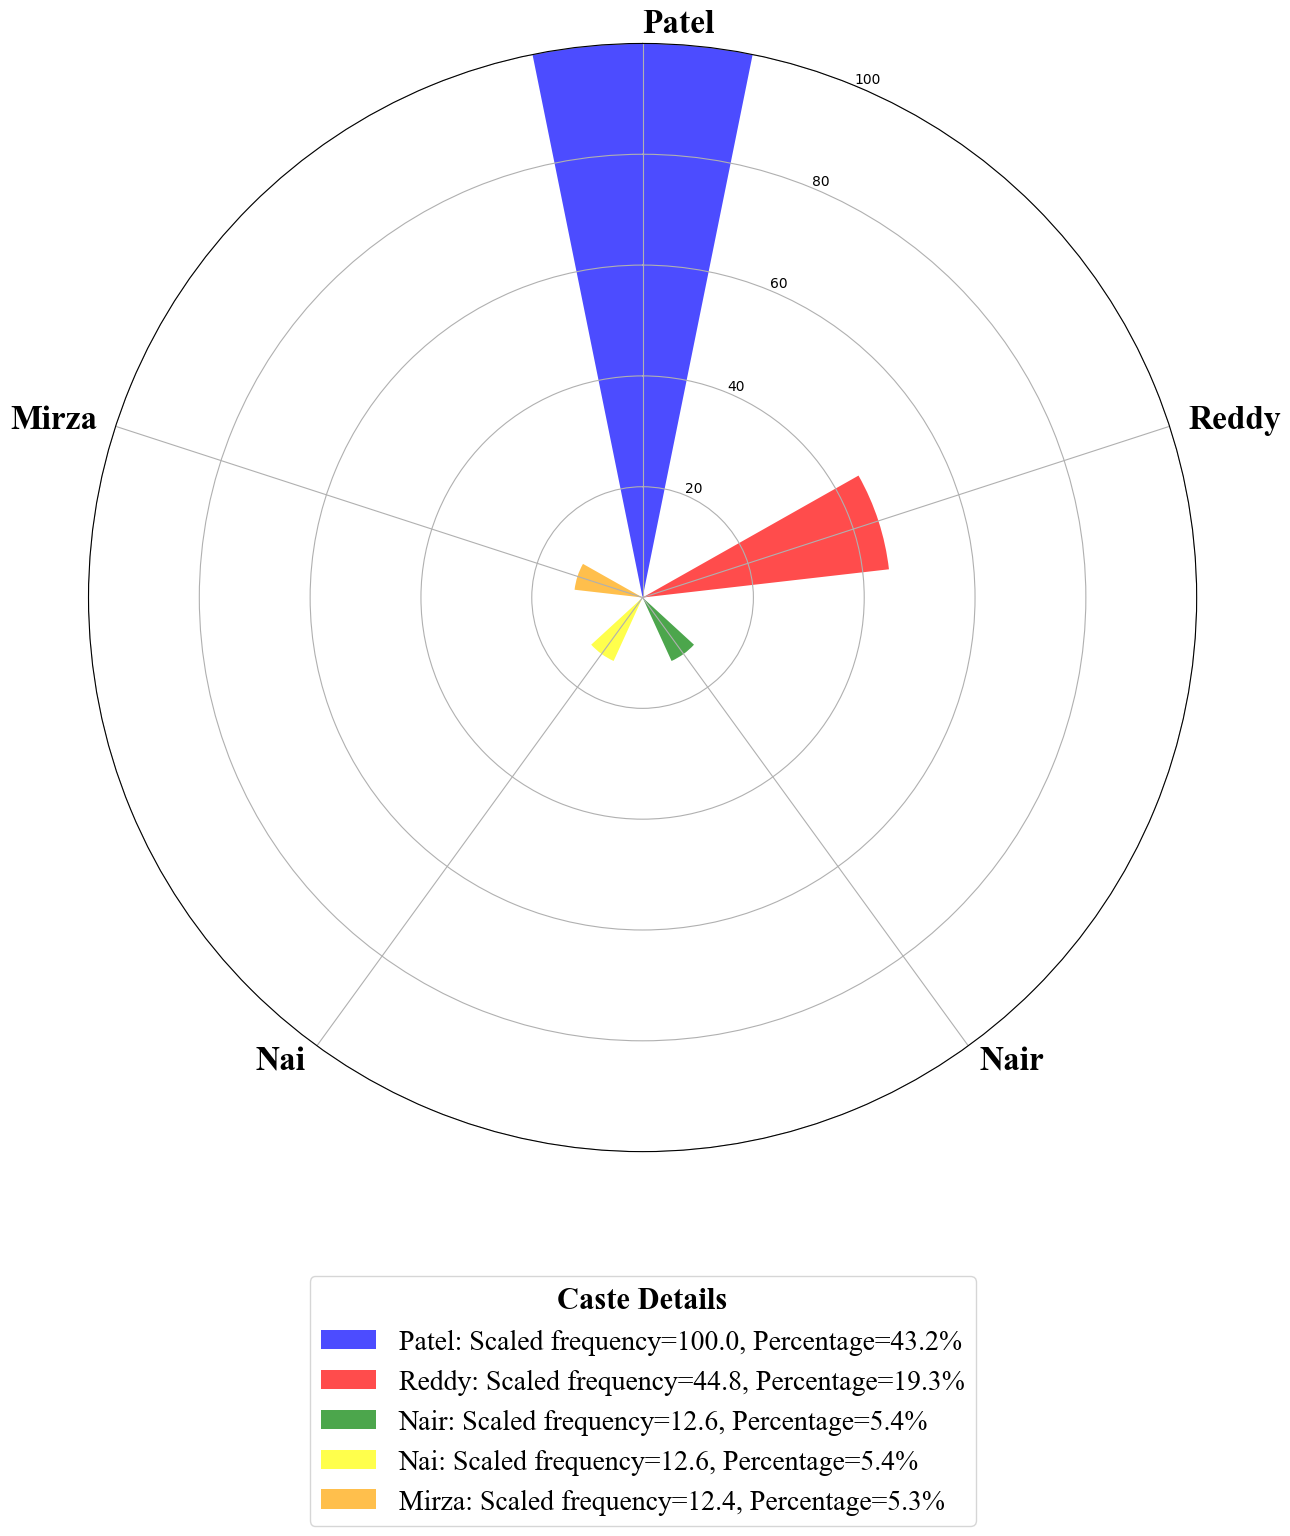 Patel
100
80
60
40
20
Mirza
Reddy
Nai
Nair
Caste Details
Patel: Scaled frequency=100.0, Percentage=43.2%
Reddy: Scaled frequency=44.8, Percentage=19.3%
Nair: Scaled frequency=12.6, Percentage=5.4%
Nai: Scaled frequency=12.6, Percentage=5.4%
Mirza: Scaled frequency=12.4, Percentage=5.3%